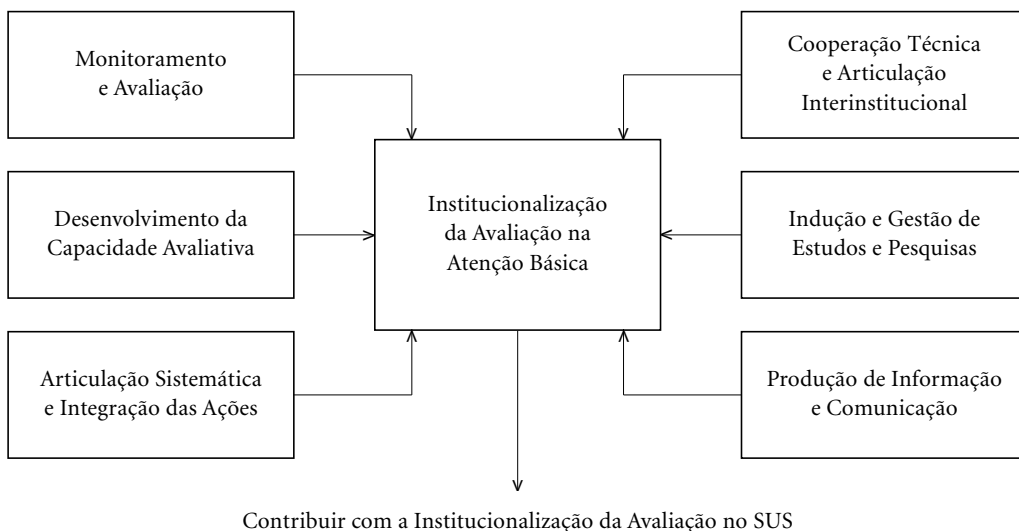 Monitoramento
e Avaliação
Cooperação Técnica
e Articulação
Interinstitucional
Desenvolvimento da
Capacidade Avaliativa
Institucionalização
da Avaliação na
Atenção Básica
Indução e Gestão de
Estudos e Pesquisas
Articulação Sistemática
e Integração das Ações
Produção de Informação
e Comunicação
Contribuir com a Institucionalização da Avaliação no SUS